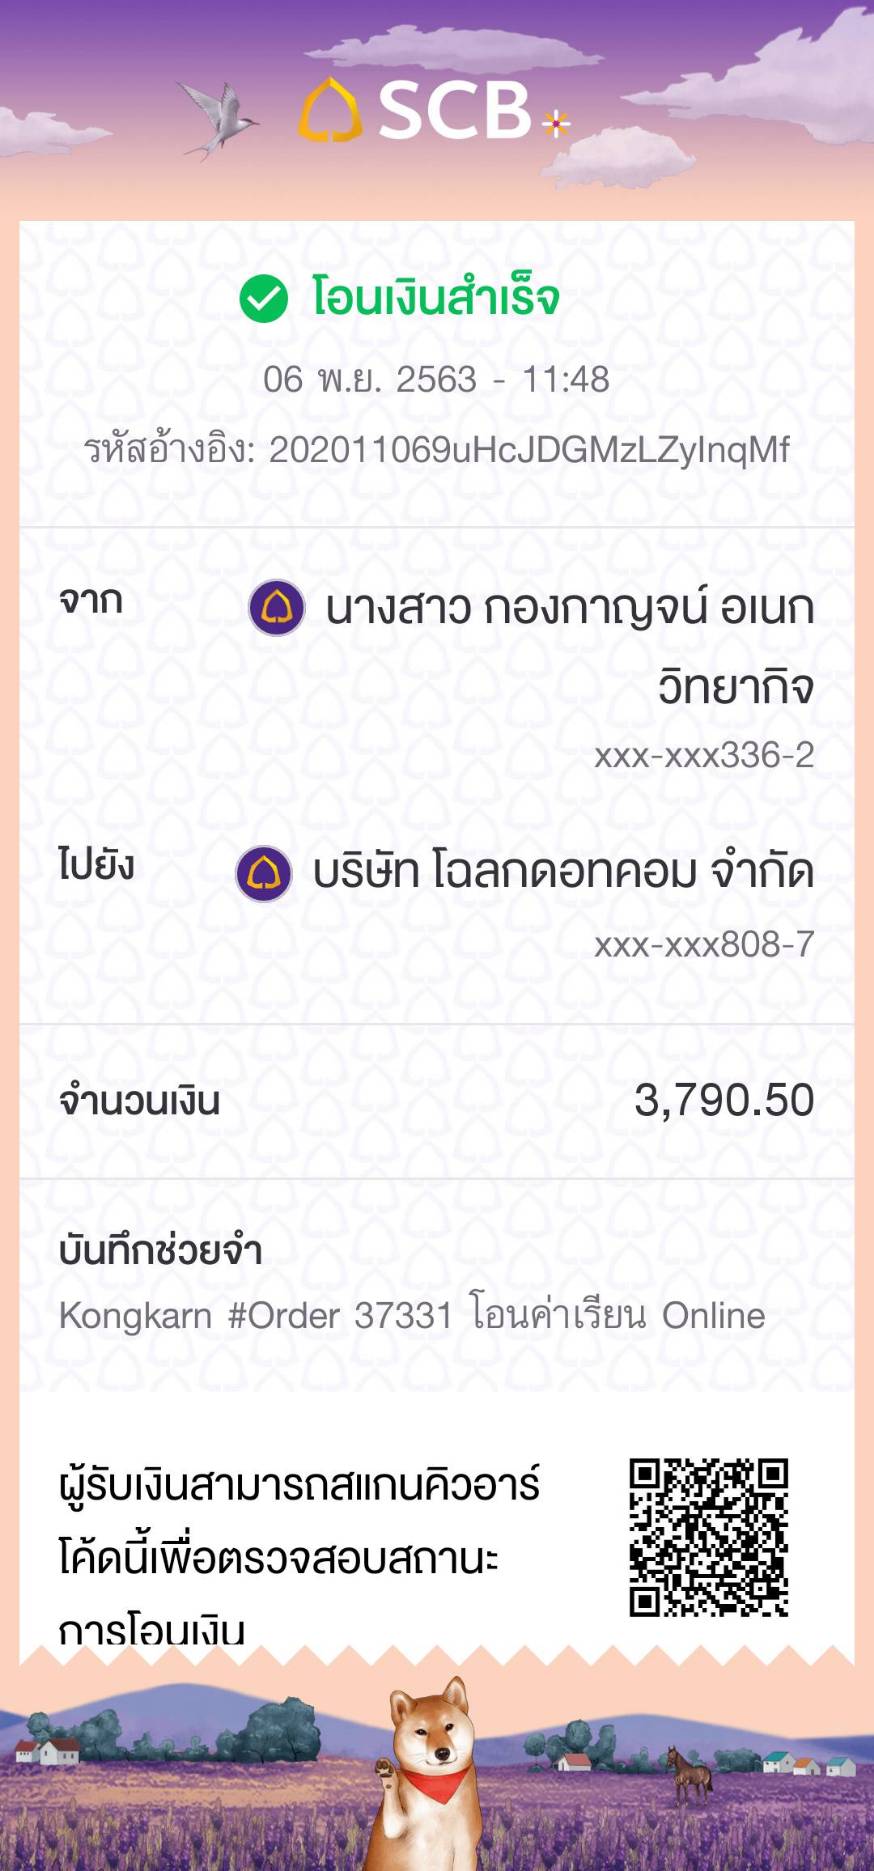 SCB
โอนเงินสำเร็จ
06 พ.ย. 2563 - 11:48
รหัสอ้างอิง: 202011069uHcJDGMzLZyInqMf
จาก
นางสาว กองกาญจน์ อเนก
วิทยากิจ
xxx-xxx336-2
ไปยัง
บริษัท โฉลกดอทคอม จำกัด
xxx-xxx808-7
จำนวนเงิน 3,790.50
บันทึกช่วยจำ
Kongkarn #Order 37331 โอนค่าเรียน Online
ผู้รับเงินสามารถสแกนคิวอาร์
โค้ดนี้เพื่อตรวจสอบสถานะ
การโอนเงิน